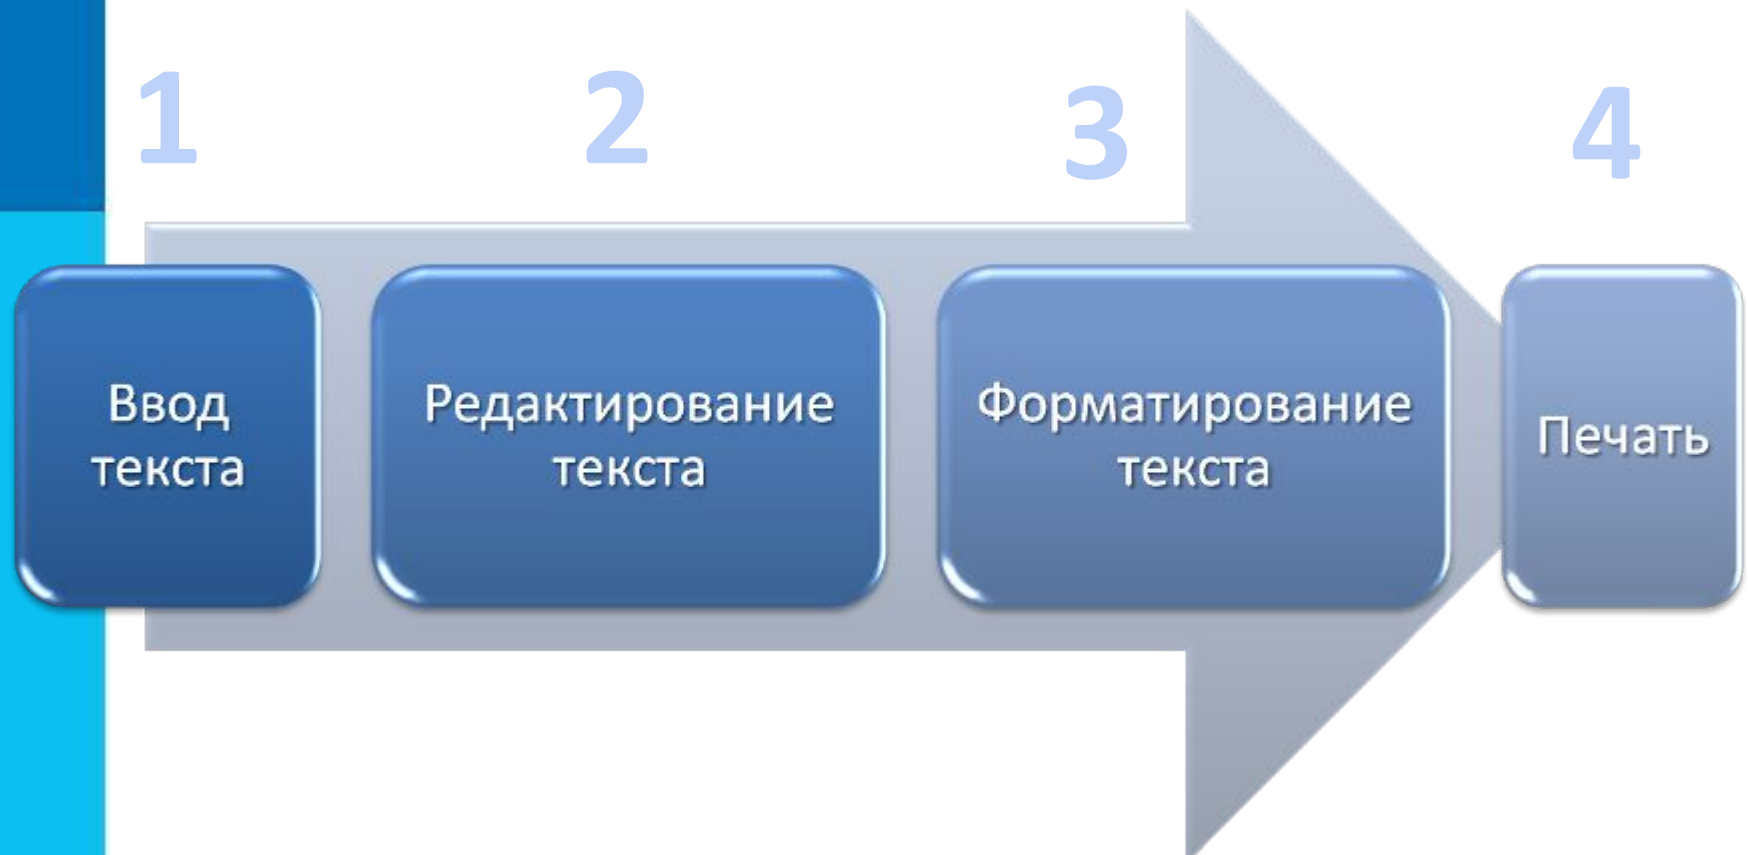 1
2
3
4
Ввод
текста
Редактирование
текста
Форматирование
текста
Печать